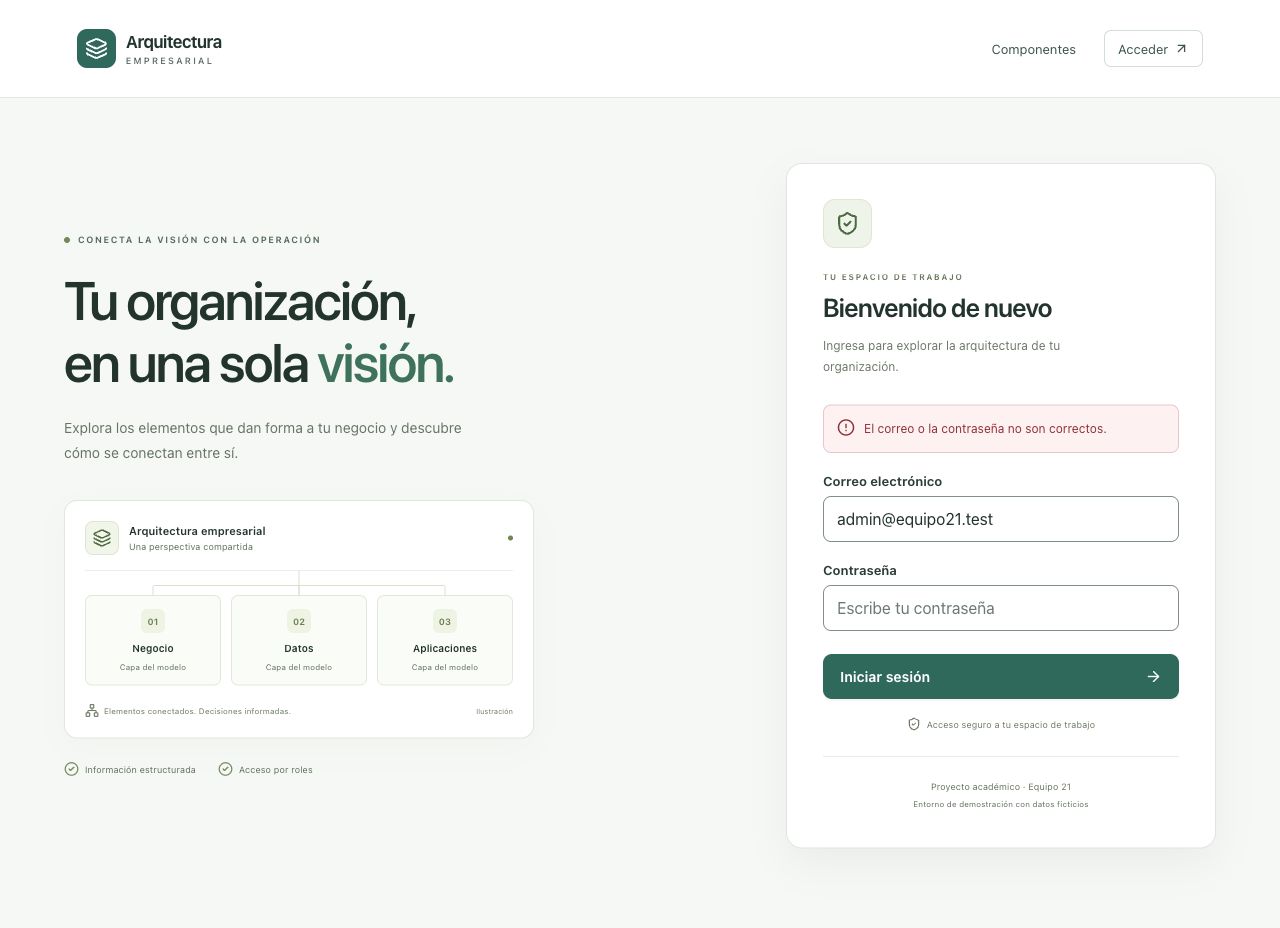 Arquitectura
EMPRESARIAL
Componentes
Acceder
CONECTA LA VISIÓN CON LA OPERACIÓN
Tu organización,
en una sola visión.
Explora los elementos que dan forma a tu negocio y descubre
cómo se conectan entre sí.
Arquitectura empresarial
Una perspectiva compartida
01
Negocio
Capa del modelo
02
Datos
Capa del modelo
03
Aplicaciones
Capa del modelo
Elementos conectados. Decisiones informadas.
Ilustración
Información estructurada
Acceso por roles
TU ESPACIO DE TRABAJO
Bienvenido de nuevo
Ingresa para explorar la arquitectura de tu
organización.
El correo o la contraseña no son correctos.
Correo electrónico
admin@equipo21.test
Contraseña
Escribe tu contraseña
Iniciar sesión
Acceso seguro a tu espacio de trabajo
Proyecto académico · Equipo 21
Entorno de demostración con datos ficticios